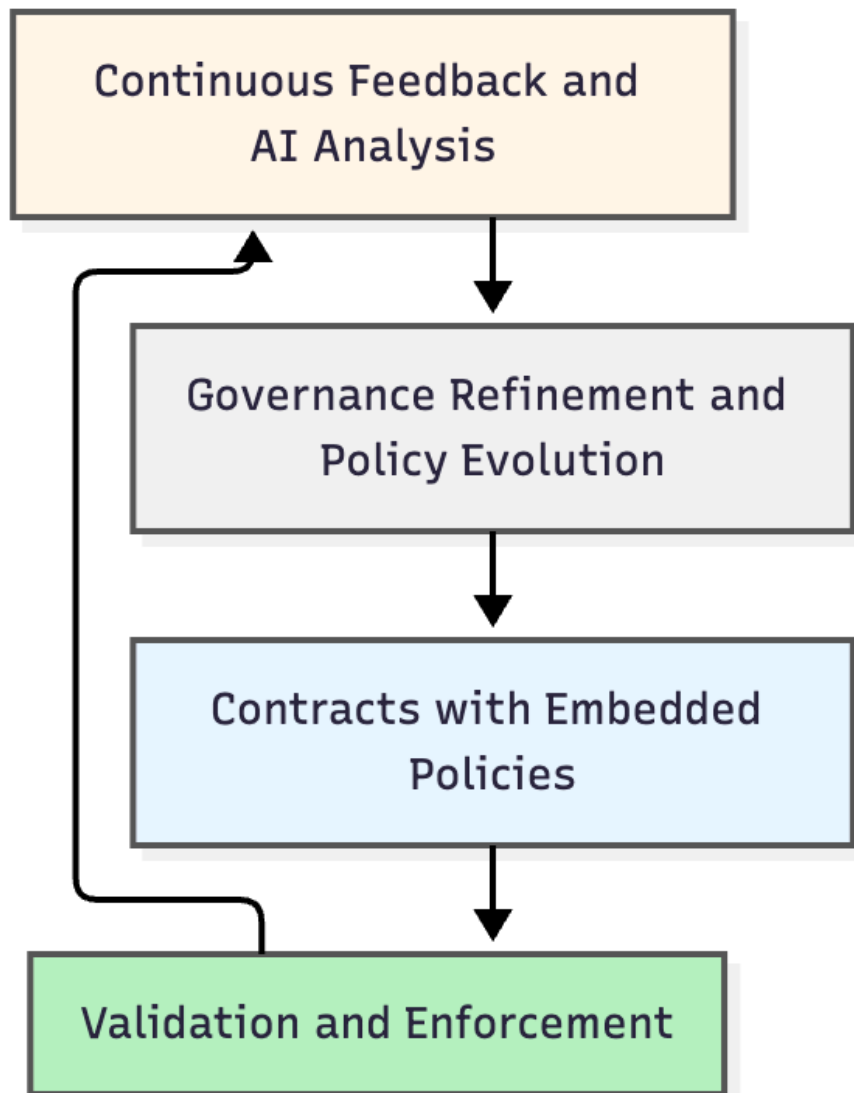 Continuous Feedback and
AI Analysis
Governance Refinement and
Policy Evolution
Contracts with Embedded
Policies
Validation and Enforcement